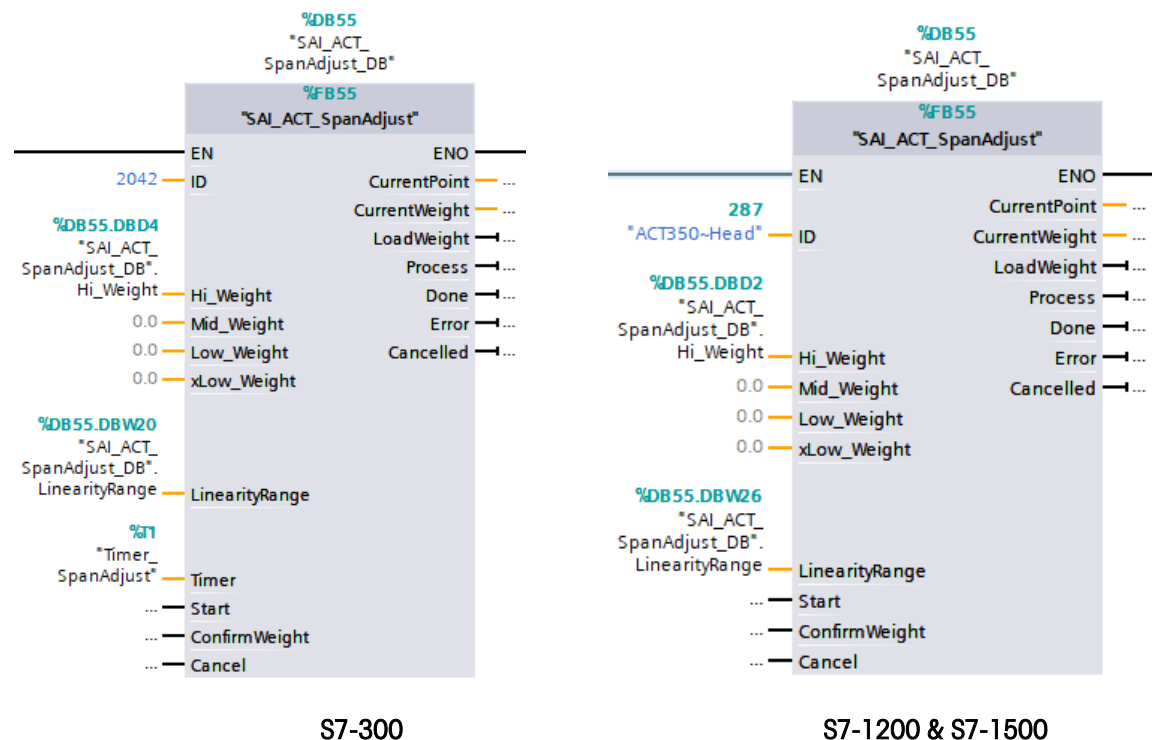 %DB55
"SAI_ACT_
SpanAdjust_DB"
%FB55
"SAI_ACT_SpanAdjust"
EN
ENO
2042
ID
CurrentPoint
...
CurrentWeight
...
%DB55.DBD4
"SAI_ACT_
SpanAdjust_DB".
Hi_Weight
Hi_Weight
LoadWeight
...
Process
...
Done
...
0.0
Mid_Weight
Error
...
0.0
Low_Weight
Cancelled
...
0.0
xLow_Weight
%DB55.DBW20
"SAI_ACT_
SpanAdjust_DB".
LinearityRange
LinearityRange
%T1
"Timer_
SpanAdjust"
Timer
...
Start
...
ConfirmWeight
...
Cancel
S7-300
%DB55
"SAI_ACT_
SpanAdjust_DB"
%FB55
"SAI_ACT_SpanAdjust"
EN
ENO
287
"ACT350~Head"
ID
CurrentPoint
...
CurrentWeight
...
%DB55.DBD2
"SAI_ACT_
SpanAdjust_DB".
Hi_Weight
Hi_Weight
LoadWeight
...
Process
...
Done
...
Error
...
0.0
Mid_Weight
Cancelled
...
0.0
Low_Weight
0.0
xLow_Weight
%DB55.DBW26
"SAI_ACT_
SpanAdjust_DB".
LinearityRange
LinearityRange
...
Start
...
ConfirmWeight
...
Cancel
S7-1200 & S7-1500